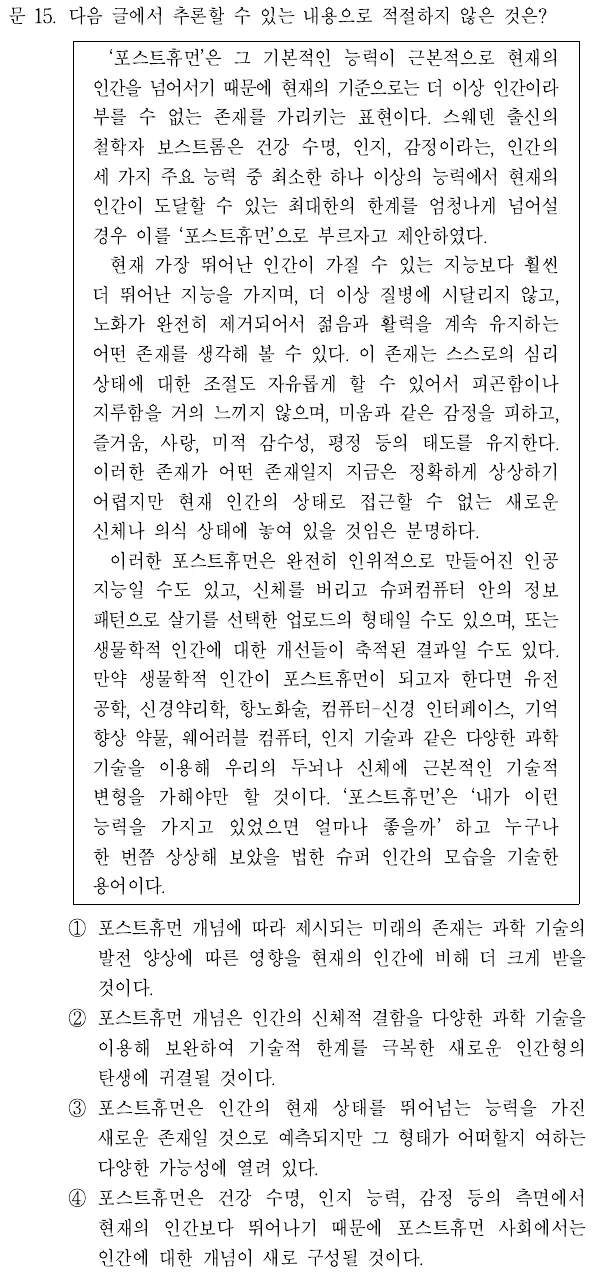 문 15. 다음 글에서 추론할 수 있는 내용으로 적절하지 않은 것은?
‘포스트휴먼’은 그 기본적인 능력이 근본적으로 현재의
인간을 넘어서기 때문에 현재의 기준으로는 더 이상 인간이라
부를 수 없는 존재를 가리키는 표현이다. 스웨덴 출신의
철학자 보스트롬은 건강 수명, 인지, 감정이라는, 인간의
세 가지 주요 능력 중 최소한 하나 이상의 능력에서 현재의
인간이 도달할 수 있는 최대한의 한계를 엄청나게 넘어설
경우 이를 ‘포스트휴먼’으로 부르자고 제안하였다.
현재 가장 뛰어난 인간이 가질 수 있는 지능보다 훨씬
더 뛰어난 지능을 가지며, 더 이상 질병에 시달리지 않고,
노화가 완전히 제거되어서 젊음과 활력을 계속 유지하는
어떤 존재를 생각해 볼 수 있다. 이 존재는 스스로의 심리
상태에 대한 조절도 자유롭게 할 수 있어서 피곤함이나
지루함을 거의 느끼지 않으며, 미움과 같은 감정을 피하고,
즐거움, 사랑, 미적 감수성, 평정 등의 태도를 유지한다.
이러한 존재가 어떤 존재일지 지금은 정확하게 상상하기
어렵지만 현재 인간의 상태로 접근할 수 없는 새로운
신체나 의식 상태에 놓여 있을 것임은 분명하다.
이러한 포스트휴먼은 완전히 인위적으로 만들어진 인공
지능일 수도 있고, 신체를 버리고 슈퍼컴퓨터 안의 정보
패턴으로 살기를 선택한 업로드의 형태일 수도 있으며, 또는
생물학적 인간에 대한 개선들이 축적된 결과일 수도 있다.
만약 생물학적 인간이 포스트휴먼이 되고자 한다면 유전
공학, 신경약리학, 항노화술, 컴퓨터-신경 인터페이스, 기억
향상 약물, 웨어러블 컴퓨터, 인지 기술과 같은 다양한 과학
기술을 이용해 우리의 두뇌나 신체에 근본적인 기술적
변형을 가해야만 할 것이다. ‘포스트휴먼’은 ‘내가 이런
능력을 가지고 있었으면 얼마나 좋을까’ 하고 누구나
한 번쯤 상상해 보았을 법한 슈퍼 인간의 모습을 기술한
용어이다.
① 포스트휴먼 개념에 따라 제시되는 미래의 존재는 과학 기술의
발전 양상에 따른 영향을 현재의 인간에 비해 더 크게 받을
것이다.
② 포스트휴먼 개념은 인간의 신체적 결함을 다양한 과학 기술을
이용해 보완하여 기술적 한계를 극복한 새로운 인간형의
탄생에 귀결될 것이다.
③ 포스트휴먼은 인간의 현재 상태를 뛰어넘는 능력을 가진
새로운 존재일 것으로 예측되지만 그 형태가 어떠할지 여하는
다양한 가능성에 열려 있다.
④ 포스트휴먼은 건강 수명, 인지 능력, 감정 등의 측면에서
현재의 인간보다 뛰어나기 때문에 포스트휴먼 사회에서는
인간에 대한 개념이 새로 구성될 것이다.